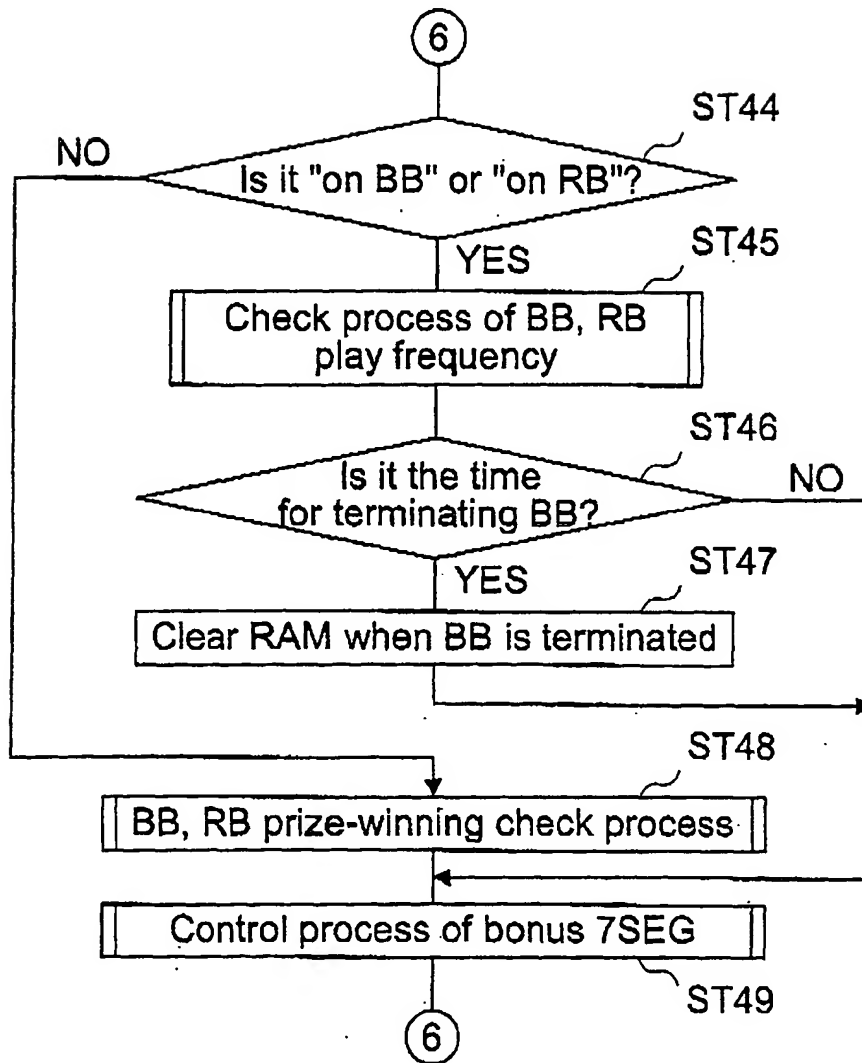 6
ST44
NO
Is it "on BB" or "on RB"?
YES
ST45
Check process of BB, RB
play frequency
ST46
Is it the time
for terminating BB?
NO
YES
ST47
Clear RAM when BB is terminated
ST48
BB, RB prize-winning check process
Control process of bonus 7SEG
ST49
6